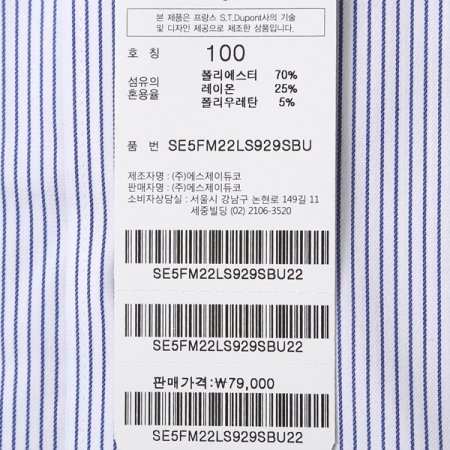 본 제품은 프랑스 S.T.Dupont사의 기술
및 디자인 제공으로 제조한 상품입니다.
호 칭 100
섬유의 혼용율
폴리에스터 70%
레이온 25%
폴리우레탄 5%
품 번 SE5FM22LS929SBU
제조자명 : (주)에스제이듀코
판매자명 : (주)에스제이듀코
소비자상담실 : 서울시 강남구 논현로 149길 11
세중빌딩 (02) 2106-3520
SE5FM22LS929SBU22
SE5FM22LS929SBU22
판매가격:₩79,000
SE5FM22LS929SBU22